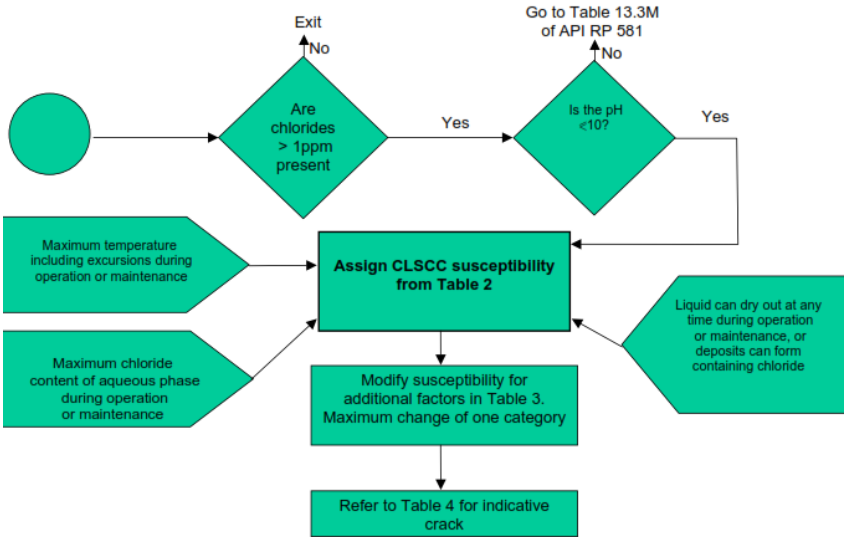 Exit
Go to Table 13.3M
of API RP 581
No
No
Are
chlorides
> 1ppm
present
Yes
Is the pH
⩽10?
Yes
Maximum temperature
including excursions during
operation or maintenance
Assign CLSCC susceptibility
from Table 2
Liquid can dry out at any
time during operation
or maintenance, or
deposits can form
containing chloride
Maximum chloride
content of aqueous phase
during operation
or maintenance
Modify susceptibility for
additional factors in Table 3.
Maximum change of one category
Refer to Table 4 for indicative
crack